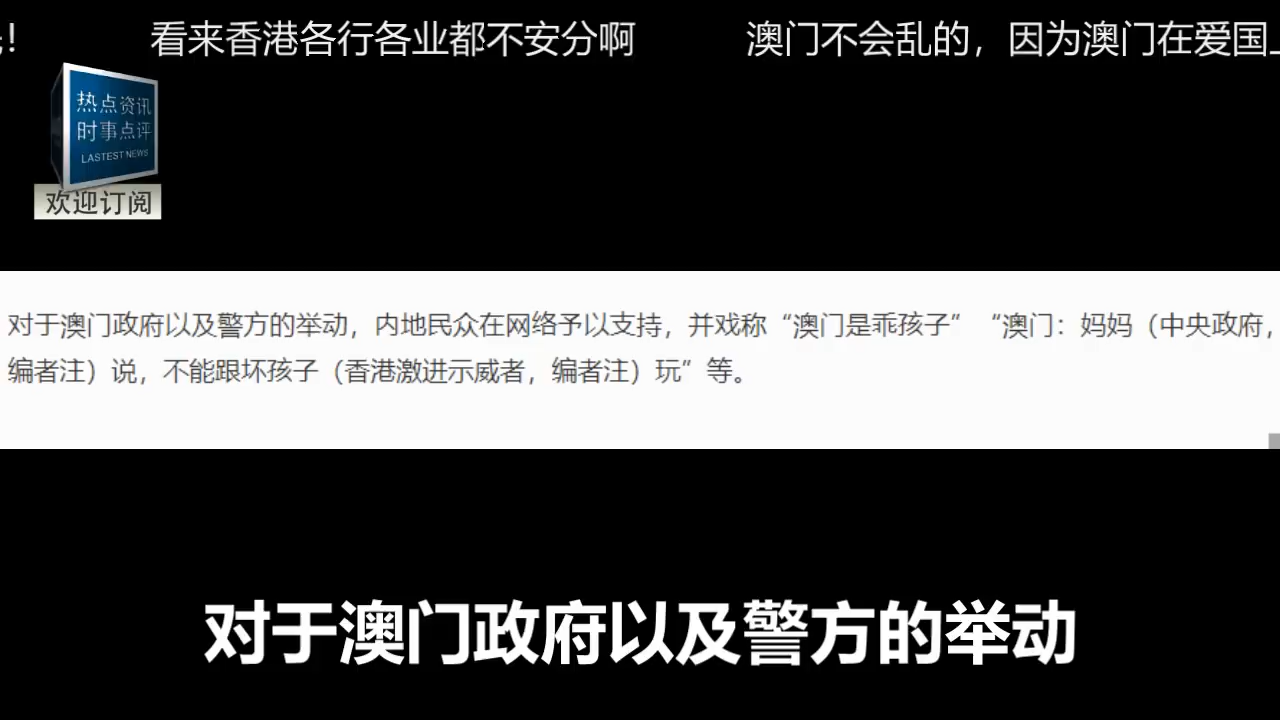 ！ 看来香港各行各业都不安分啊 澳门不会乱的，因为澳门在爱国
热点资讯
时事点评
LASTEST NEWS
欢迎订阅
对于澳门政府以及警方的举动，内地民众在网络予以支持，并戏称“澳门是乖孩子”“澳门：妈妈（中央政府，
编者注）说，不能跟坏孩子（香港激进示威者，编者注）玩”等。
对于澳门政府以及警方的举动